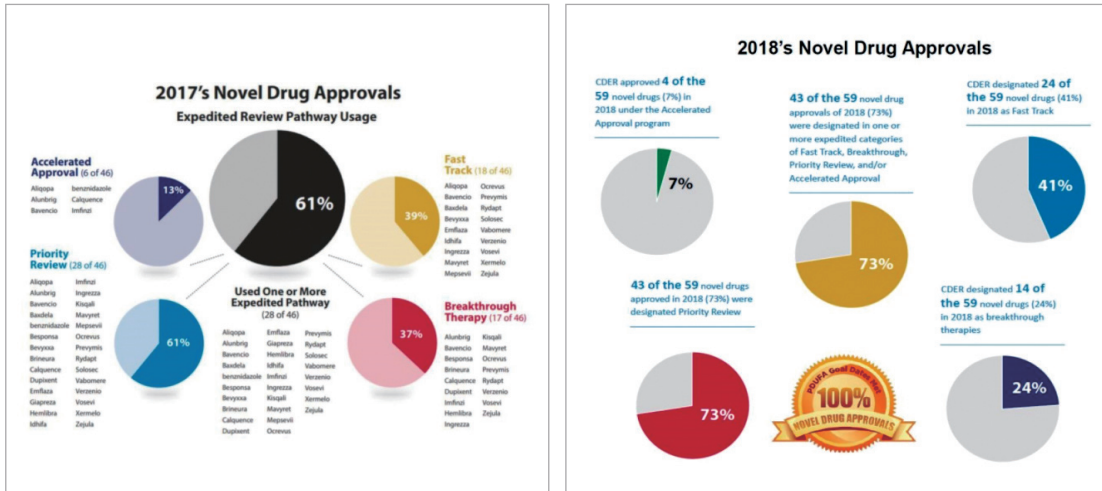 2017's Novel Drug Approvals
Expedited Review Pathway Usage
61%
Accelerated
Approval (6 of 46)
Aliqopa benznidazole
Alunbrig Calquence
Bavencio Imfinzi
13%
Fast
Track (18 of 46)
Aliqopa Ocrevus
Bavencio Prevymis
Baxdela Rydapt
Bevyxxa Solosec
Emflaza Vabomere
Idhifa Verzenio
Ingrezza Vosevi
Mavyret Xermelo
Mepsevii Zejula
39%
Priority
Review (28 of 46)
Aliqopa Imfinzi
Alunbrig Ingrezza
Bavencio Kisqali
Baxdela Mavyret
benznidazole Mepsevii
Besponsa Ocrevus
Bevyxxa Prevymis
Brineura Rydapt
Calquence Solosec
Dupixent Vabomere
Emflaza Verzenio
Giapreza Vosevi
Hemlibra Xermelo
Idhifa Zejula
61%
Used One or More
Expedited Pathway
(28 of 46)
Aliqopa Emflaza Prevymis
Alunbrig Giapreza Rydapt
Bavencio Hemlibra Solosec
Baxdela Idhifa Vabomere
benznidazole Imfinzi Verzenio
Besponsa Ingrezza Vosevi
Bevyxxa Kisqali Xermelo
Brineura Mavyret Zejula
Calquence Mepsevii
Dupixent Ocrevus
Breakthrough
Therapy (17 of 46)
Alunbrig Kisqali
Bavencio Mavyret
Besponsa Ocrevus
Brineura Prevymis
Calquence Rydapt
Dupixent Verzenio
Imfinzi Vosevi
Hemlibra Zejula
Ingrezza
37%
2018's Novel Drug Approvals
CDER approved 4 of the
59 novel drugs (7%) in
2018 under the Accelerated
Approval program
7%
43 of the 59 novel drug
approvals of 2018 (73%)
were designated in one or
more expedited categories
of Fast Track, Breakthrough,
Priority Review, and/or
Accelerated Approval
73%
CDER designated 24 of
the 59 novel drugs (41%)
in 2018 as Fast Track
41%
43 of the 59 novel drugs
approved in 2018 (73%) were
designated Priority Review
73%
PDUFA Goal Dates Met
100%
NOVEL DRUG APPROVALS
CDER designated 14 of
the 59 novel drugs (24%)
in 2018 as breakthrough
therapies
24%